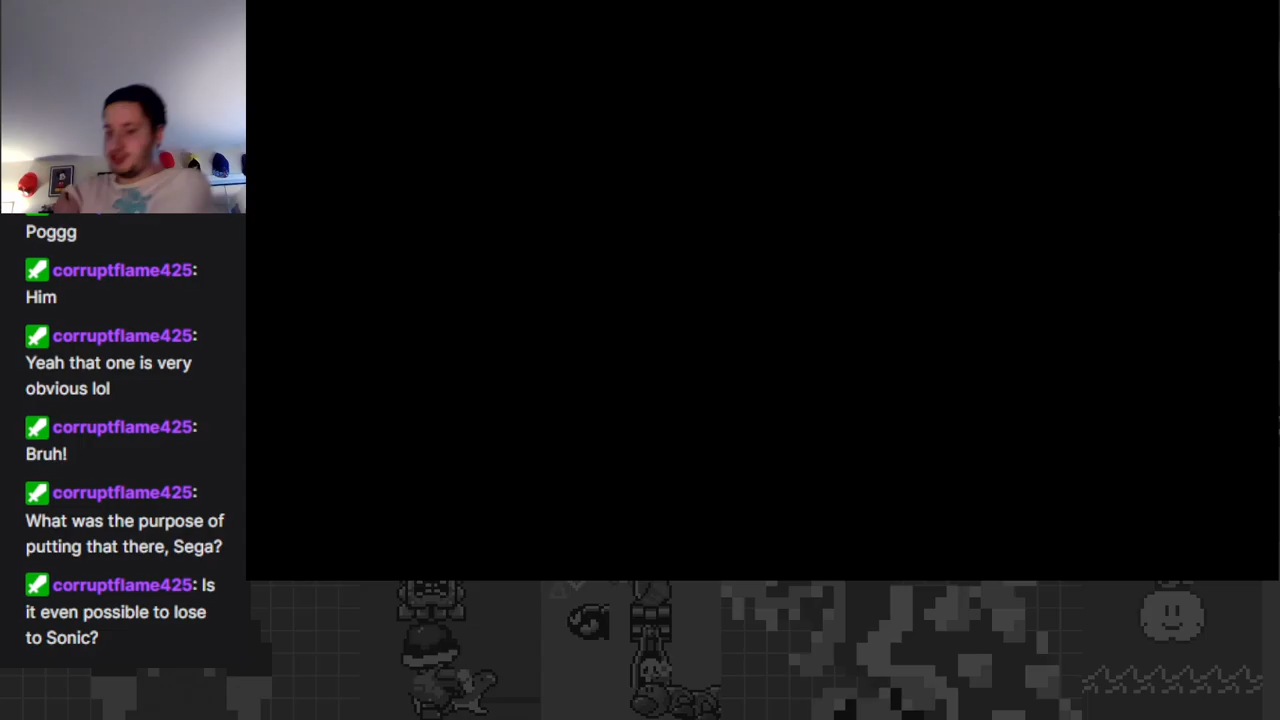 Poggg
corruptflame425:
Him
corruptflame425:
Yeah that one is very
obvious lol
corruptflame425:
Bruh!
corruptflame425:
What was the purpose of
putting that there, Sega?
corruptflame425: Is
it even possible to lose
to Sonic?